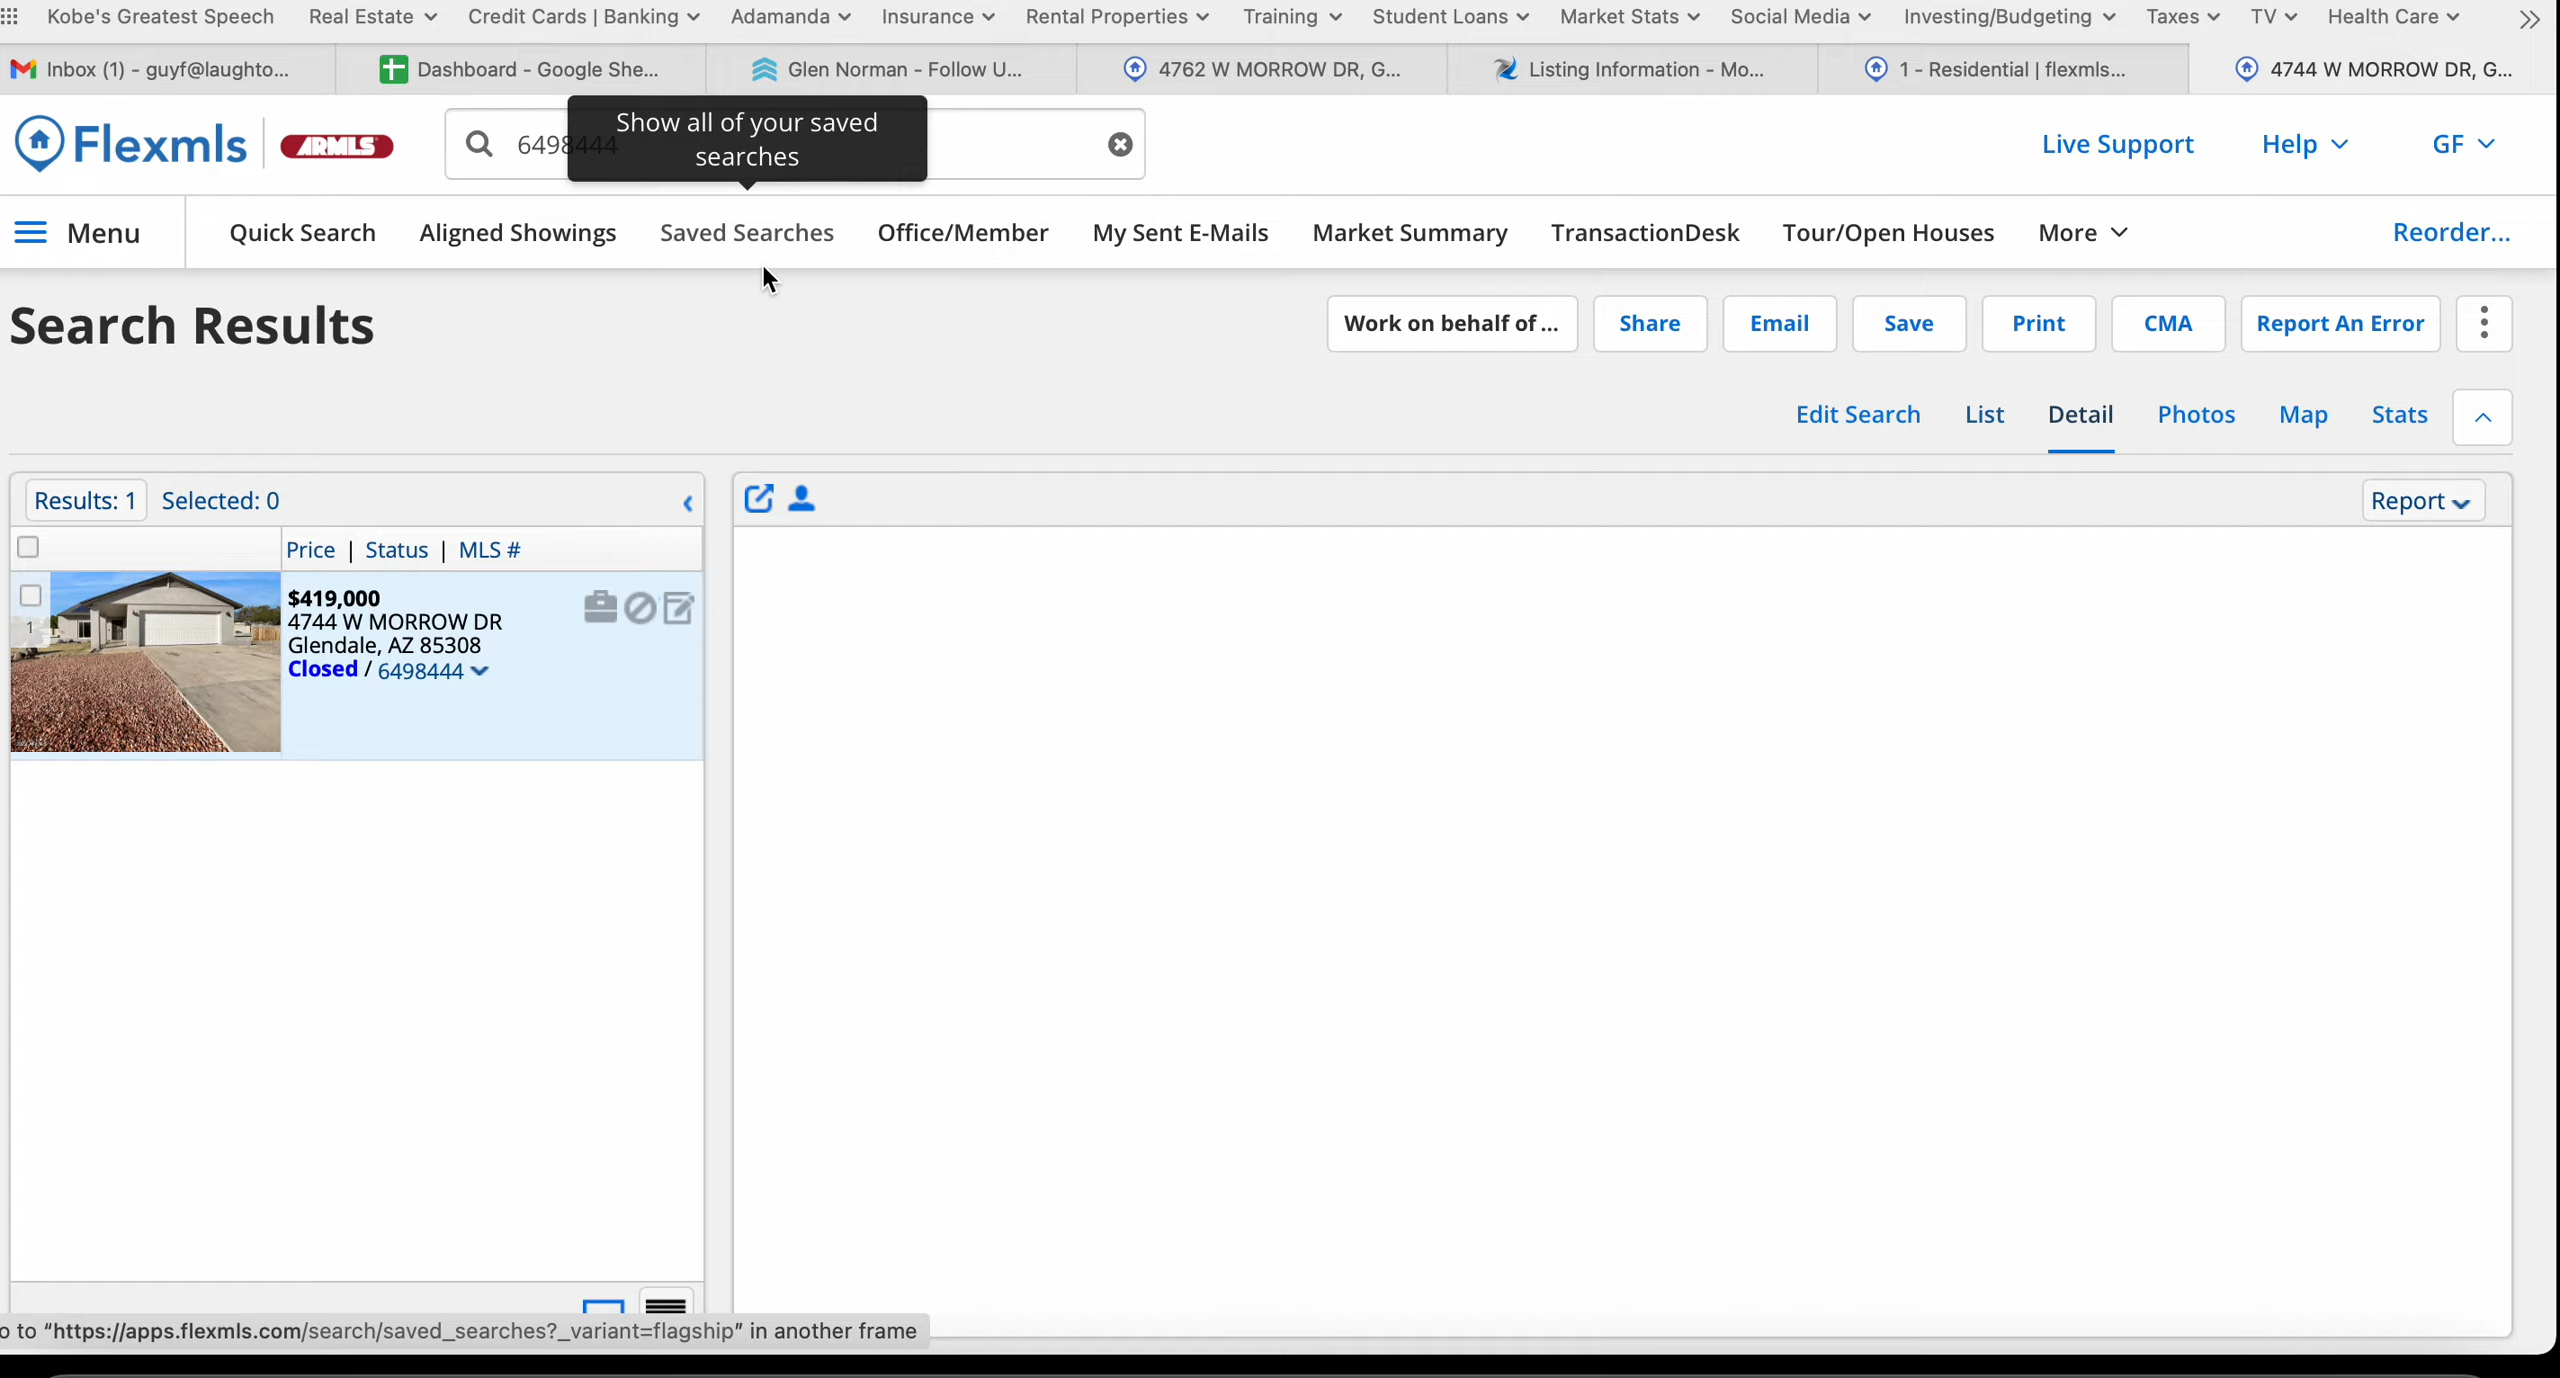 Kobe's Greatest Speech Real Estate Credit Cards | Banking Adamanda Insurance Rental Properties Training Student Loans Market Stats Social Media Investing/Budgeting Taxes TV Health Care
Inbox (1) - guyf@laughto... Dashboard - Google She... Glen Norman - Follow U... 4762 W MORROW DR, G... Listing Information - Mo... 1 - Residential | flexmls... 4744 W MORROW DR, G...
Show all of your saved
searches
Flexmls ARMLS 6498444 Live Support Help GF
Menu Quick Search Aligned Showings Saved Searches Office/Member My Sent E-Mails Market Summary TransactionDesk Tour/Open Houses More Reorder...
Search Results Work on behalf of ... Share Email Save Print CMA Report An Error
Edit Search List Detail Photos Map Stats
Results: 1 Selected: 0 Report
Price | Status | MLS #
1
$419,000
4744 W MORROW DR
Glendale, AZ 85308
Closed / 6498444
o to “https://apps.flexmls.com/search/saved_searches?_variant=flagship” in another frame